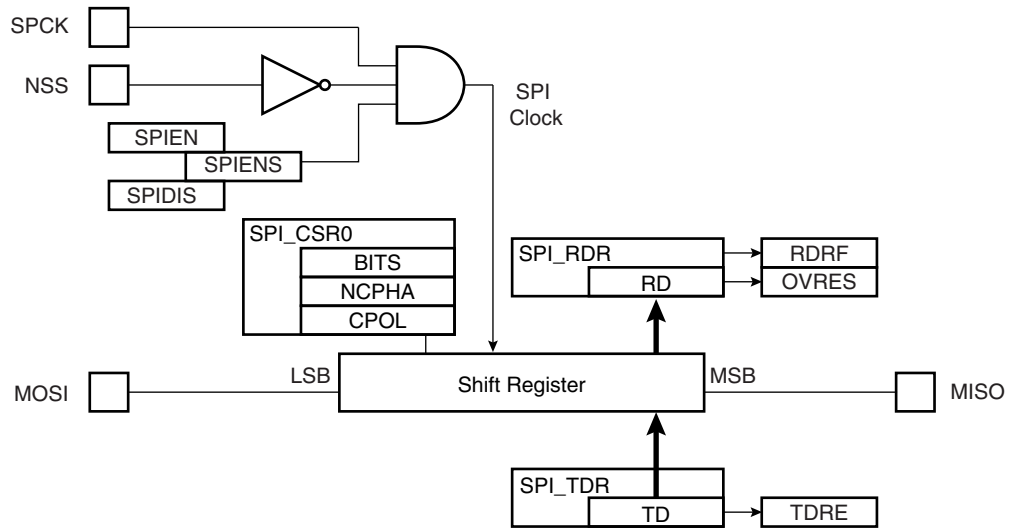 SPCK
NSS
SPI
Clock
SPIEN
SPIENS
SPIDIS
SPI_CSR0
BITS
NCPHA
CPOL
SPI_RDR
RD
RDRF
OVRES
MOSI
LSB
Shift Register
MSB
MISO
SPI_TDR
TD
TDRE